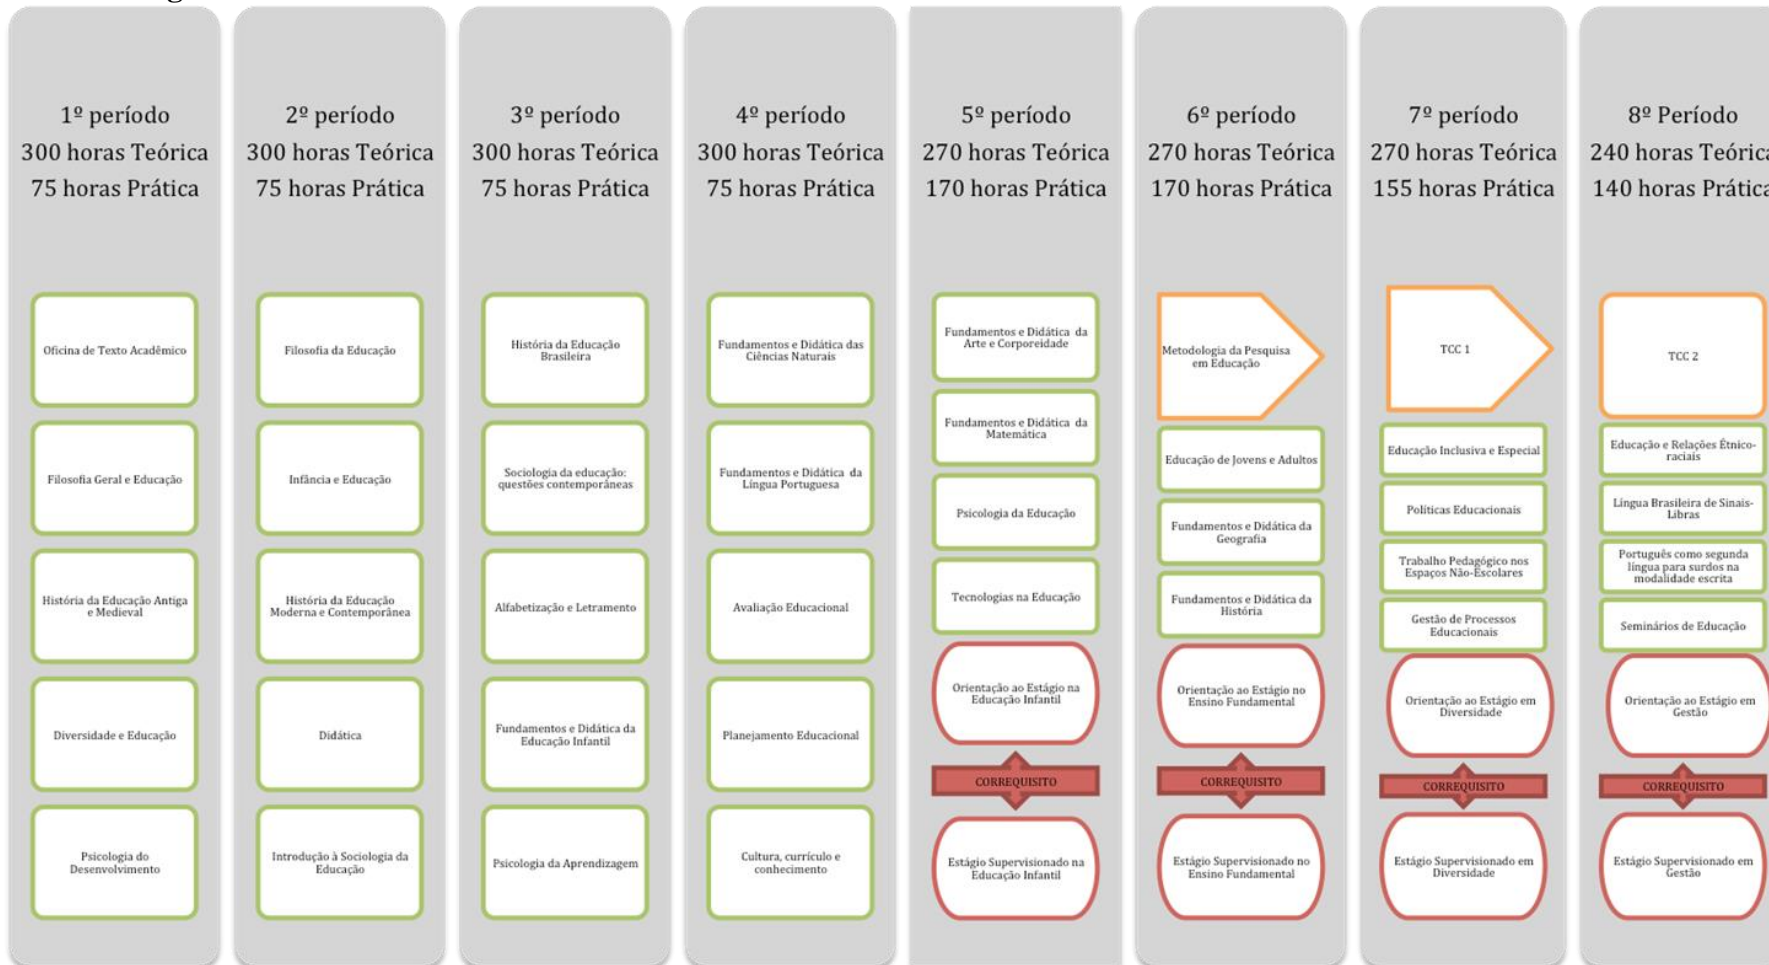 1º período
300 horas Teórica
75 horas Prática
Oficina de Texto Acadêmico
Filosofia Geral e Educação
História da Educação Antiga
e Medieval
Diversidade e Educação
Psicologia do
Desenvolvimento
2º período
300 horas Teórica
75 horas Prática
Filosofia da Educação
Infância e Educação
História da Educação
Moderna e Contemporânea
Didática
Introdução à Sociologia da
Educação
3º período
300 horas Teórica
75 horas Prática
História da Educação
Brasileira
Sociologia da educação:
questões contemporâneas
Alfabetização e Letramento
Fundamentos e Didática da
Educação Infantil
Psicologia da Aprendizagem
4º período
300 horas Teórica
75 horas Prática
Fundamentos e Didática das
Ciências Naturais
Fundamentos e Didática da
Língua Portuguesa
Avaliação Educacional
Planejamento Educacional
Cultura, currículo e
conhecimento
5º período
270 horas Teórica
170 horas Prática
Fundamentos e Didática da
Arte e Corporeidade
Fundamentos e Didática da
Matemática
Psicologia da Educação
Tecnologias na Educação
Orientação ao Estágio na
Educação Infantil
CORREQUISITO
Estágio Supervisionado na
Educação Infantil
6º período
270 horas Teórica
170 horas Prática
Metodologia da Pesquisa
em Educação
Educação de Jovens e Adultos
Fundamentos e Didática da
Geografia
Fundamentos e Didática da
História
Orientação ao Estágio no
Ensino Fundamental
CORREQUISITO
Estágio Supervisionado no
Ensino Fundamental
7º período
270 horas Teórica
155 horas Prática
TCC 1
Educação Inclusiva e Especial
Políticas Educacionais
Trabalho Pedagógico nos
Espaços Não-Escolares
Gestão de Processos
Educacionais
Orientação ao Estágio em
Diversidade
CORREQUISITO
Estágio Supervisionado em
Diversidade
8º Período
240 horas Teórica
140 horas Prática
TCC 2
Educação e Relações Étnico-
raciais
Língua Brasileira de Sinais-
Libras
Português como segunda
língua para surdos na
modalidade escrita
Seminários de Educação
Orientação ao Estágio em
Gestão
CORREQUISITO
Estágio Supervisionado em
Gestão